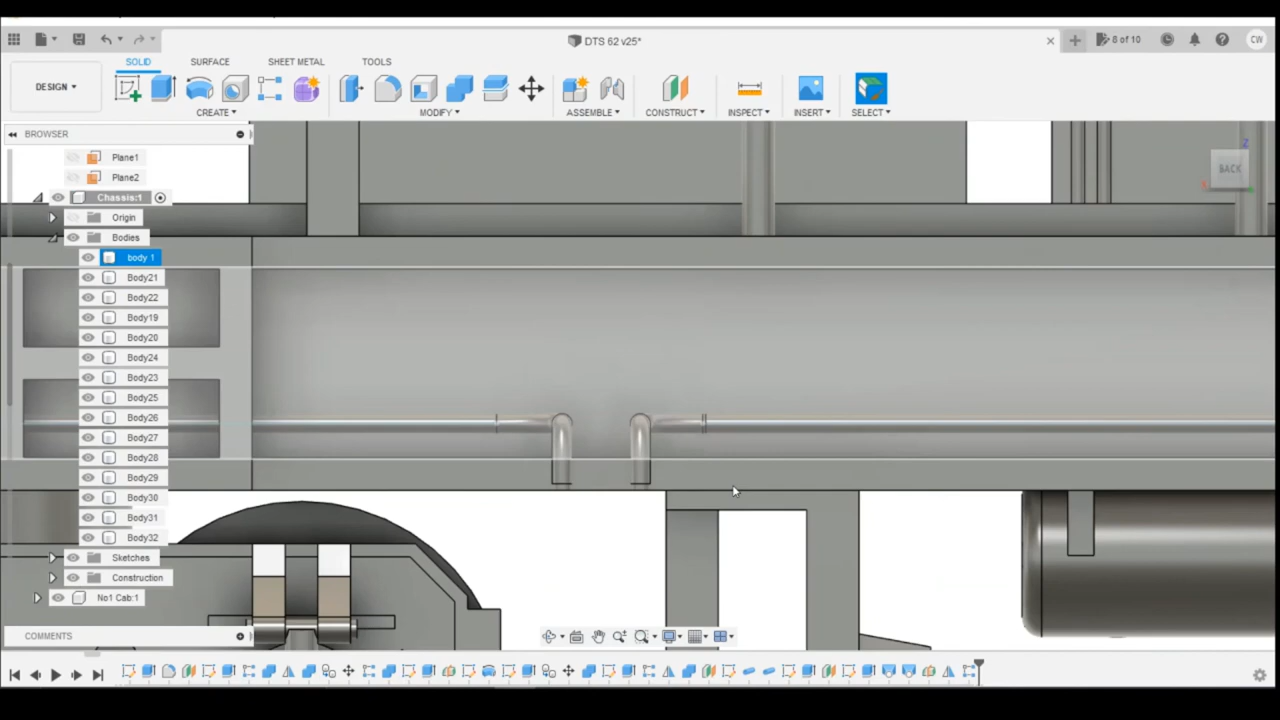 DTS 62 v25*
8 of 10
CW
DESIGN
SOLID SURFACE SHEET METAL TOOLS
CREATE MODIFY ASSEMBLE CONSTRUCT INSPECT INSERT SELECT
BROWSER
Plane1
Plane2
Chassis:1
Origin
Bodies
body 1
Body21
Body22
Body19
Body20
Body24
Body23
Body25
Body26
Body27
Body28
Body29
Body30
Body31
Body32
Sketches
Construction
No1 Cab:1
COMMENTS
Z
BACK
X